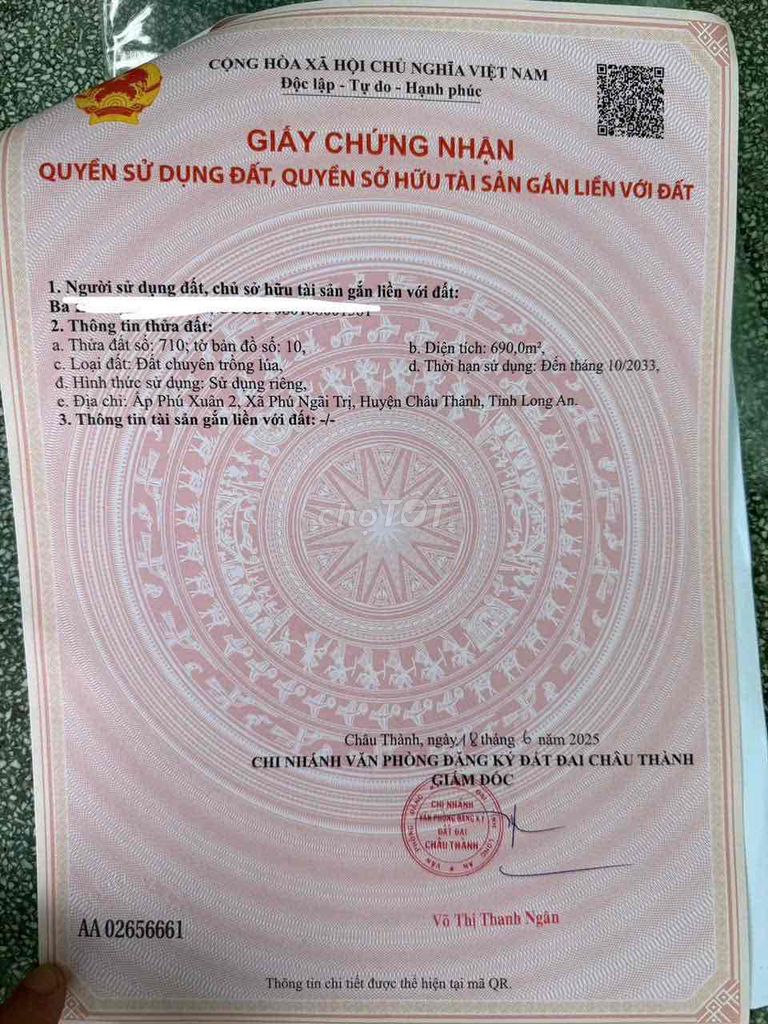 CỘNG HÒA XÃ HỘI CHỦ NGHĨA VIỆT NAM
Độc lập - Tự do - Hạnh phúc
GIẤY CHỨNG NHẬN
QUYỀN SỬ DỤNG ĐẤT, QUYỀN SỞ HỮU TÀI SẢN GẮN LIỀN VỚI ĐẤT
1. Người sử dụng đất, chủ sở hữu tài sản gắn liền với đất:
Ba
2. Thông tin thửa đất:
a. Thửa đất số: 710; tờ bản đồ số: 10, b. Diện tích: 690,0m²,
c. Loại đất: Đất chuyên trồng lúa, d. Thời hạn sử dụng: Đến tháng 10/2033,
đ. Hình thức sử dụng: Sử dụng riêng,
e. Địa chỉ: Ấp Phú Xuân 2, Xã Phú Ngãi Trị, Huyện Châu Thành, Tỉnh Long An.
3. Thông tin tài sản gắn liền với đất: -/-
chợTỐT
Châu Thành, ngày 18 tháng 6 năm 2025
CHI NHÁNH VĂN PHÒNG ĐĂNG KÝ ĐẤT ĐAI CHÂU THÀNH
GIÁM ĐỐC
CHI NHÁNH
VĂN PHÒNG ĐĂNG KÝ
ĐẤT ĐAI
CHÂU THÀNH
Võ Thị Thanh Ngân
AA 02656661
Thông tin chi tiết được thể hiện tại mã QR.